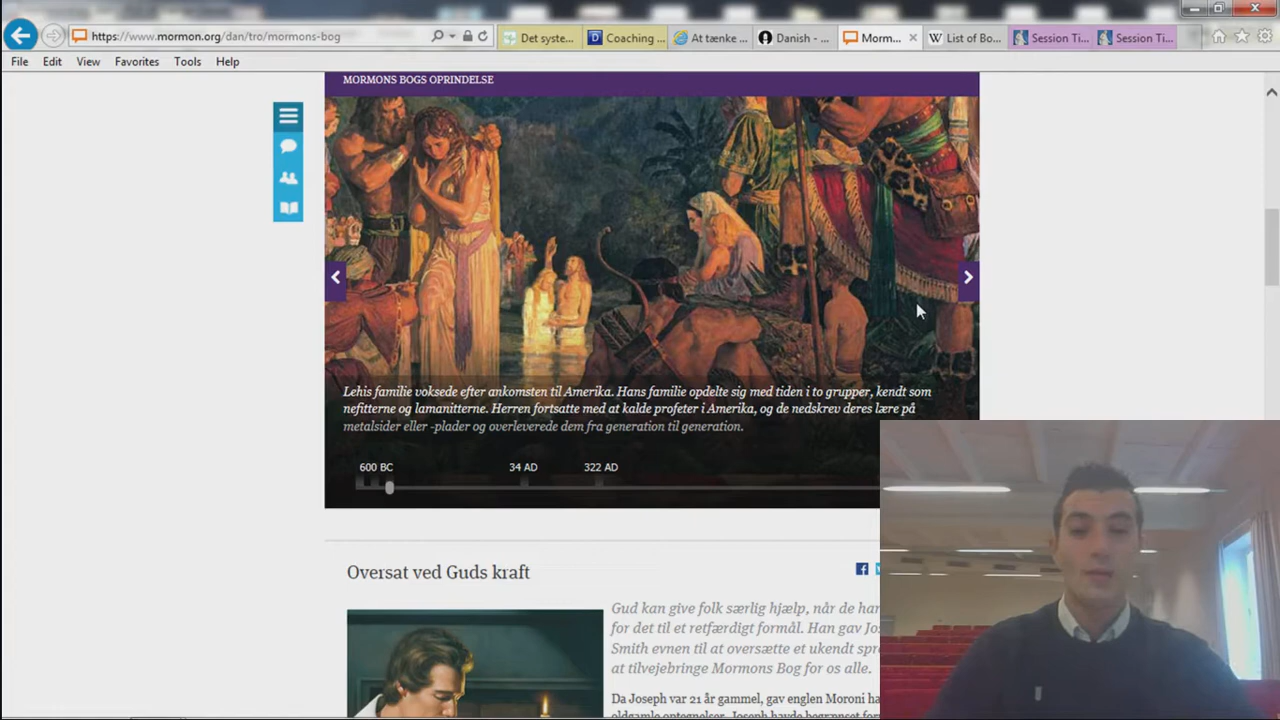 https://www.mormon.org/dan/tro/mormons-bog
Det syste...
Coaching ...
At tænke ...
Danish - ...
Morm...
List of Bo...
Session Ti...
Session Ti...
File Edit View Favorites Tools Help
MORMONS BOGS OPRINDELSE
Lehis familie voksede efter ankomsten til Amerika. Hans familie opdelte sig med tiden i to grupper, kendt som
nefitterne og lamanitterne. Herren fortsatte med at kalde profeter i Amerika, og de nedskrev deres lære på
metalsider eller -plader og overleverede dem fra generation til generation.
600 BC 34 AD 322 AD
Oversat ved Guds kraft
Gud kan give folk særlig hjælp, når de har
for det til et retfærdigt formål. Han gav Jos
Smith evnen til at oversætte et ukendt spr
at tilvejebringe Mormons Bog for os alle.
Da Joseph var 21 år gammel, gav englen Moroni ha
oldgamle optegnelser. Joseph havde begrænset for